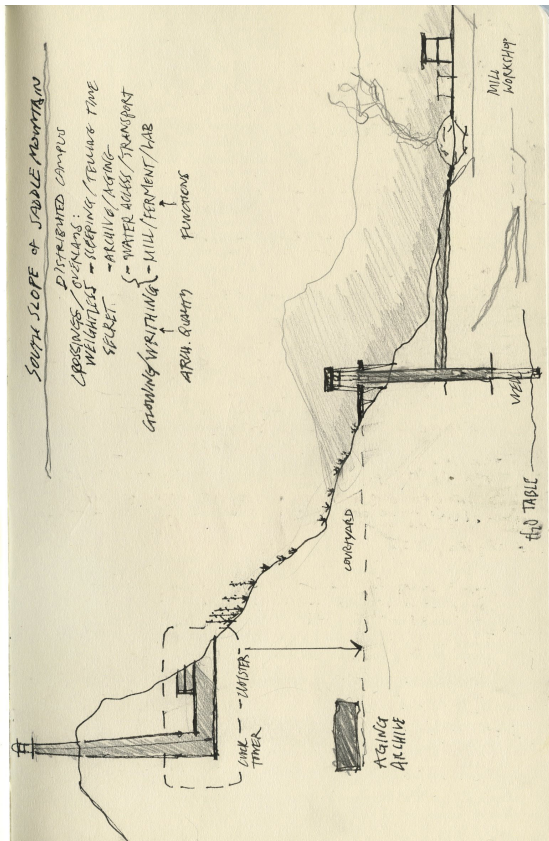 SOUTH SLOPE OF SADDLE MOUNTAIN
DISTRIBUTED CAMPUS
CROSSINGS/OVERLAPS:
WEIGHTLESS - SLEEPING/TELLING TIME
SECRET - ARCHIVE/AGING
GLOWING/WRITHING { - WATER ACCESS/TRANSPORT
- MILL/FERMENT/LAB
ARCH. QUALITY
FUNCTIONS
MILL
WORKSHOP
WELL
H2O TABLE
COURTYARD
CLOCK
TOWER
CLOISTER
AGING
ARCHIVE